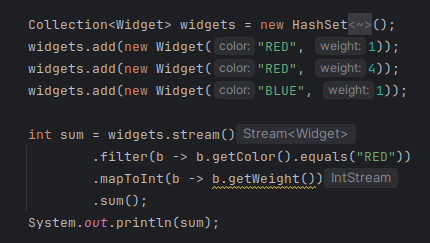 Collection<Widget> widgets = new HashSet<~>();
widgets.add(new Widget( color: "RED", weight: 1));
widgets.add(new Widget( color: "RED", weight: 4));
widgets.add(new Widget( color: "BLUE", weight: 1));
int sum = widgets.stream() Stream<Widget>
.filter(b -> b.getColor().equals("RED"))
.mapToInt(b -> b.getWeight()) IntStream
.sum();
System.out.println(sum);